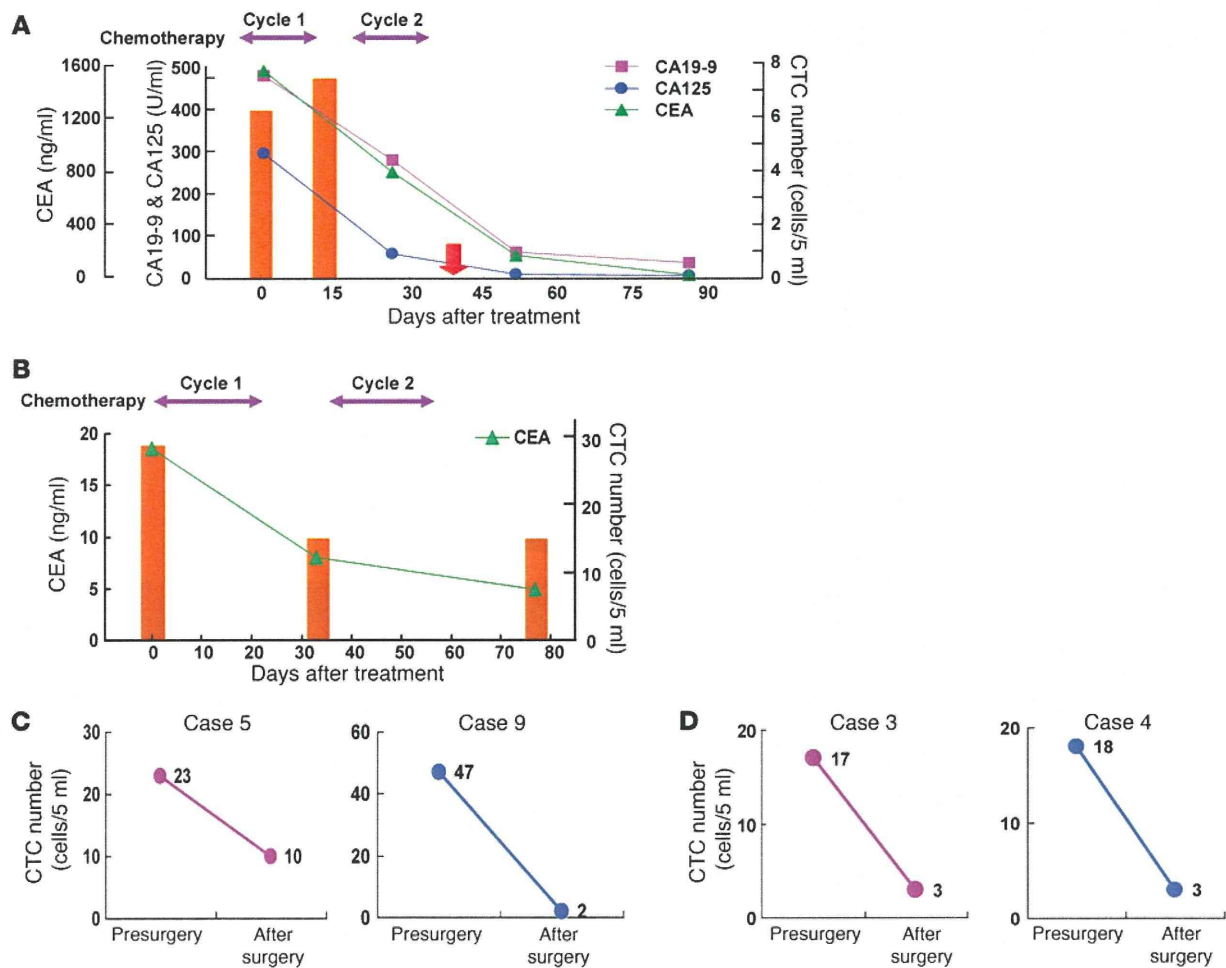 A
Cycle 1
Cycle 2
Chemotherapy
CEA (ng/ml)
1600
1200
800
400
0
CA19-9 & CA125 (U/ml)
500
400
300
200
100
0
CA19-9
CA125
CEA
8
6
4
2
0
CTC number
(cells/5 ml)
0 15 30 45 60 75 90
Days after treatment
B
Cycle 1
Cycle 2
Chemotherapy
CEA (ng/ml)
20
15
10
5
0
CEA
30
20
10
0
CTC number
(cells/5 ml)
0 10 20 30 40 50 60 70 80
Days after treatment
C
Case 5
CTC number
(cells/5 ml)
30
20
10
0
23
10
Presurgery
After
surgery
Case 9
60
40
20
0
47
2
Presurgery
After
surgery
D
Case 3
CTC number
(cells/5 ml)
20
10
0
17
3
Presurgery
After
surgery
Case 4
20
10
0
18
3
Presurgery
After
surgery